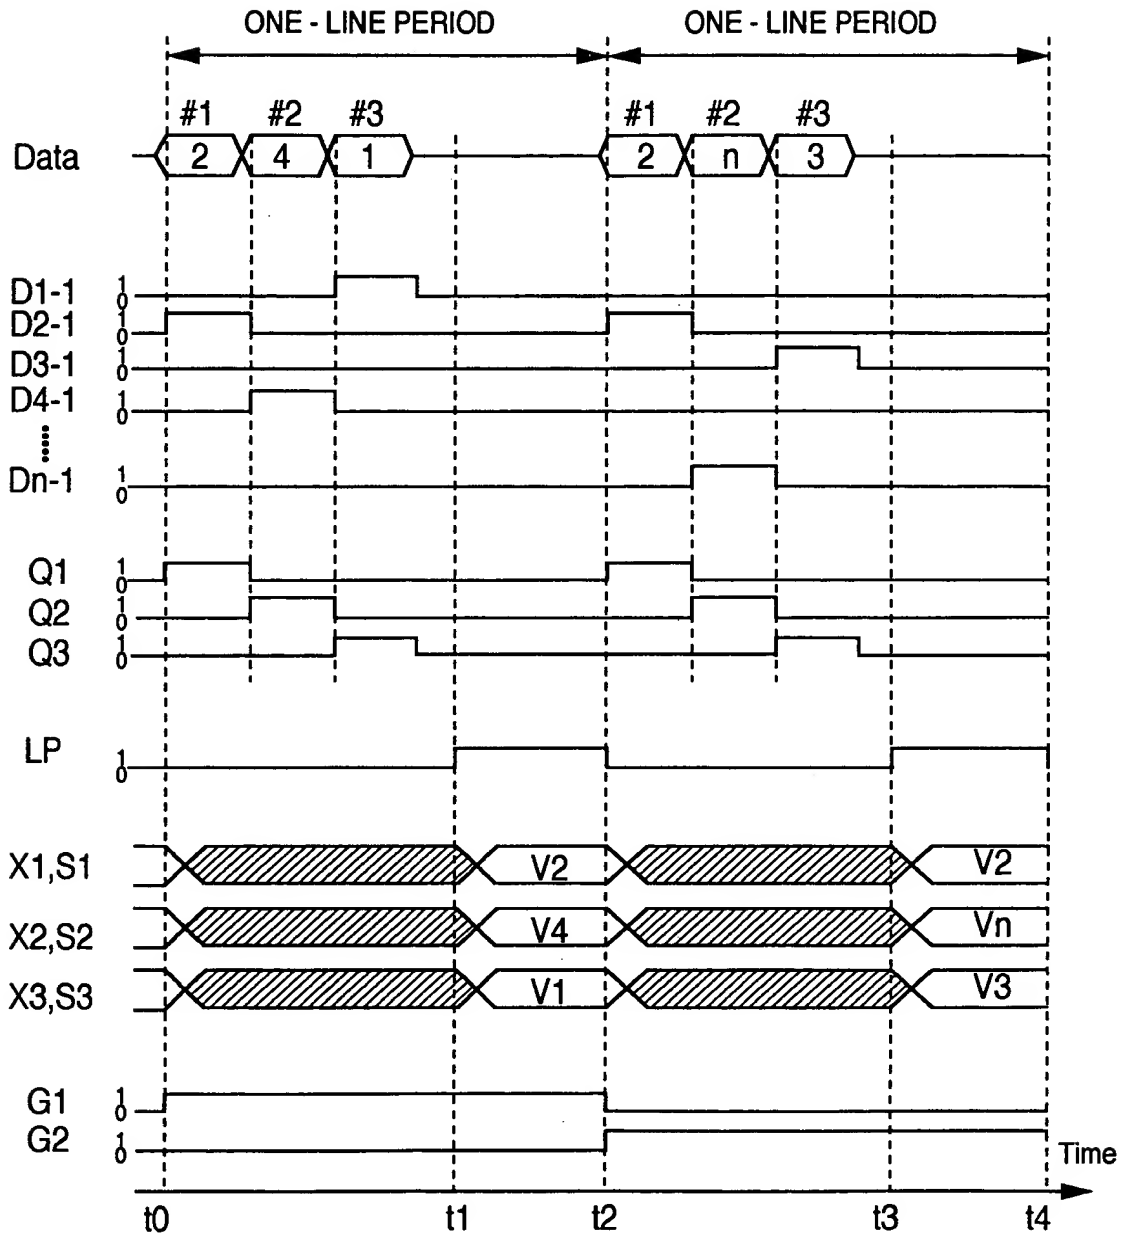 ONE - LINE PERIOD ONE - LINE PERIOD
#1 #2 #3 #1 #2 #3
Data 2 4 1 2 n 3
D1-1 1 0
D2-1 1 0
D3-1 1 0
D4-1 1 0
Dn-1 1 0
Q1 1 0
Q2 1 0
Q3 1 0
LP 1 0
X1,S1 V2 V2
X2,S2 V4 Vn
X3,S3 V1 V3
G1 1 0
G2 1 0
Time
t0 t1 t2 t3 t4